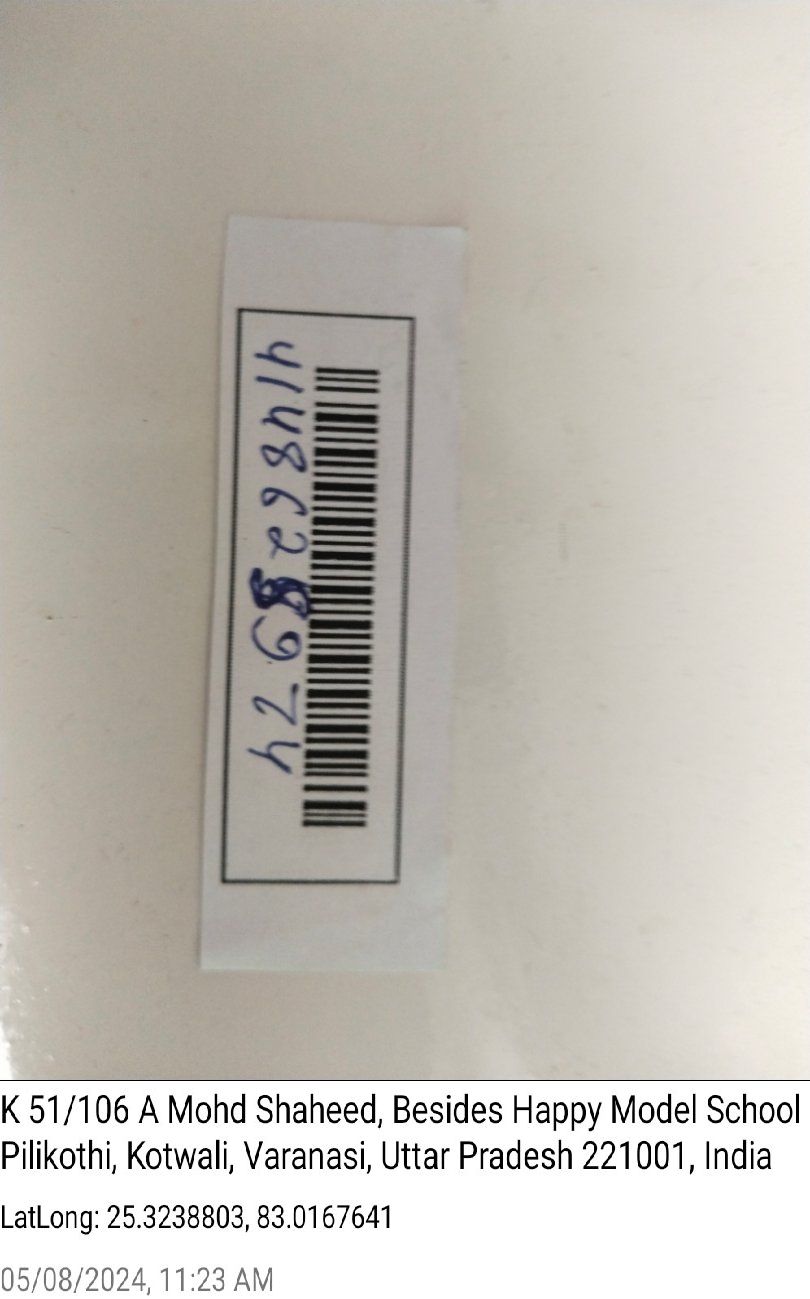 4148628974
K 51/106 A Mohd Shaheed, Besides Happy Model School
Pilikothi, Kotwali, Varanasi, Uttar Pradesh 221001, India
LatLong: 25.3238803, 83.0167641
05/08/2024, 11:23 AM